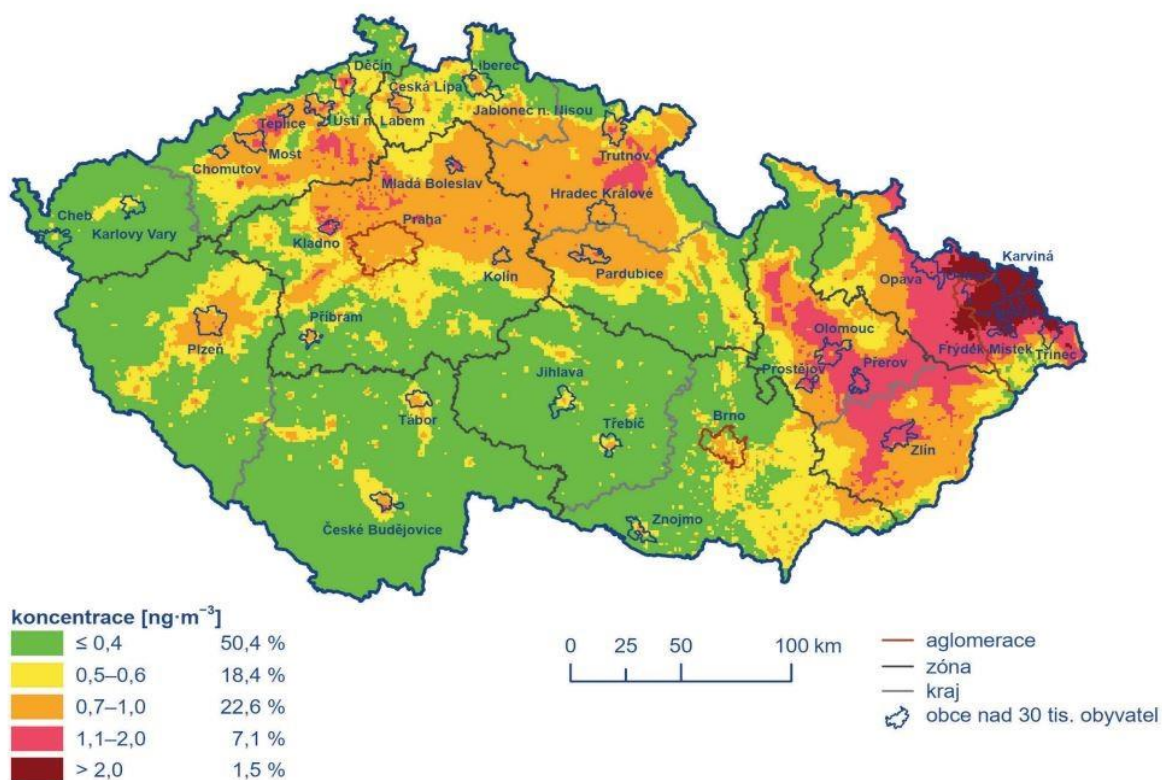 Děčín
Liberec
Česká Lípa
Jablonec n. Nisou
Teplice
Ústí n. Labem
Most
Trutnov
Chomutov
Mladá Boleslav
Hradec Králové
Cheb
Karlovy Vary
Praha
Kladno
Kolín
Pardubice
Karviná
Opava
Příbram
Plzeň
Olomouc
Frýdek-Místek
Třinec
Přerov
Prostějov
Jihlava
Tábor
Třebíč
Brno
Zlín
České Budějovice
Znojmo
koncentrace [ng·m⁻³]
≤ 0,4 50,4 %
0,5–0,6 18,4 %
0,7–1,0 22,6 %
1,1–2,0 7,1 %
> 2,0 1,5 %
0 25 50 100 km
aglomerace
zóna
kraj
obce nad 30 tis. obyvatel